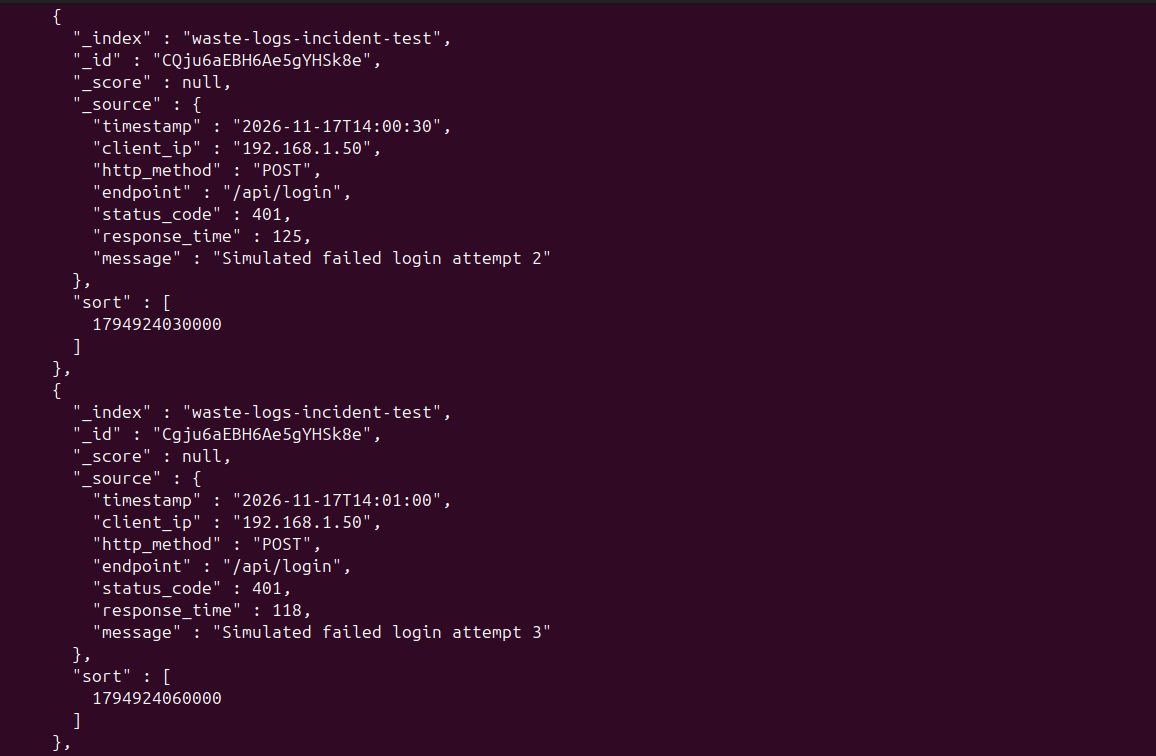 {
"_index" : "waste-logs-incident-test",
"_id" : "CQju6aEBH6Ae5gYHSk8e",
"_score" : null,
"_source" : {
"timestamp" : "2026-11-17T14:00:30",
"client_ip" : "192.168.1.50",
"http_method" : "POST",
"endpoint" : "/api/login",
"status_code" : 401,
"response_time" : 125,
"message" : "Simulated failed login attempt 2"
},
"sort" : [
1794924030000
]
},
{
"_index" : "waste-logs-incident-test",
"_id" : "Cgju6aEBH6Ae5gYHSk8e",
"_score" : null,
"_source" : {
"timestamp" : "2026-11-17T14:01:00",
"client_ip" : "192.168.1.50",
"http_method" : "POST",
"endpoint" : "/api/login",
"status_code" : 401,
"response_time" : 118,
"message" : "Simulated failed login attempt 3"
},
"sort" : [
1794924060000
]
},